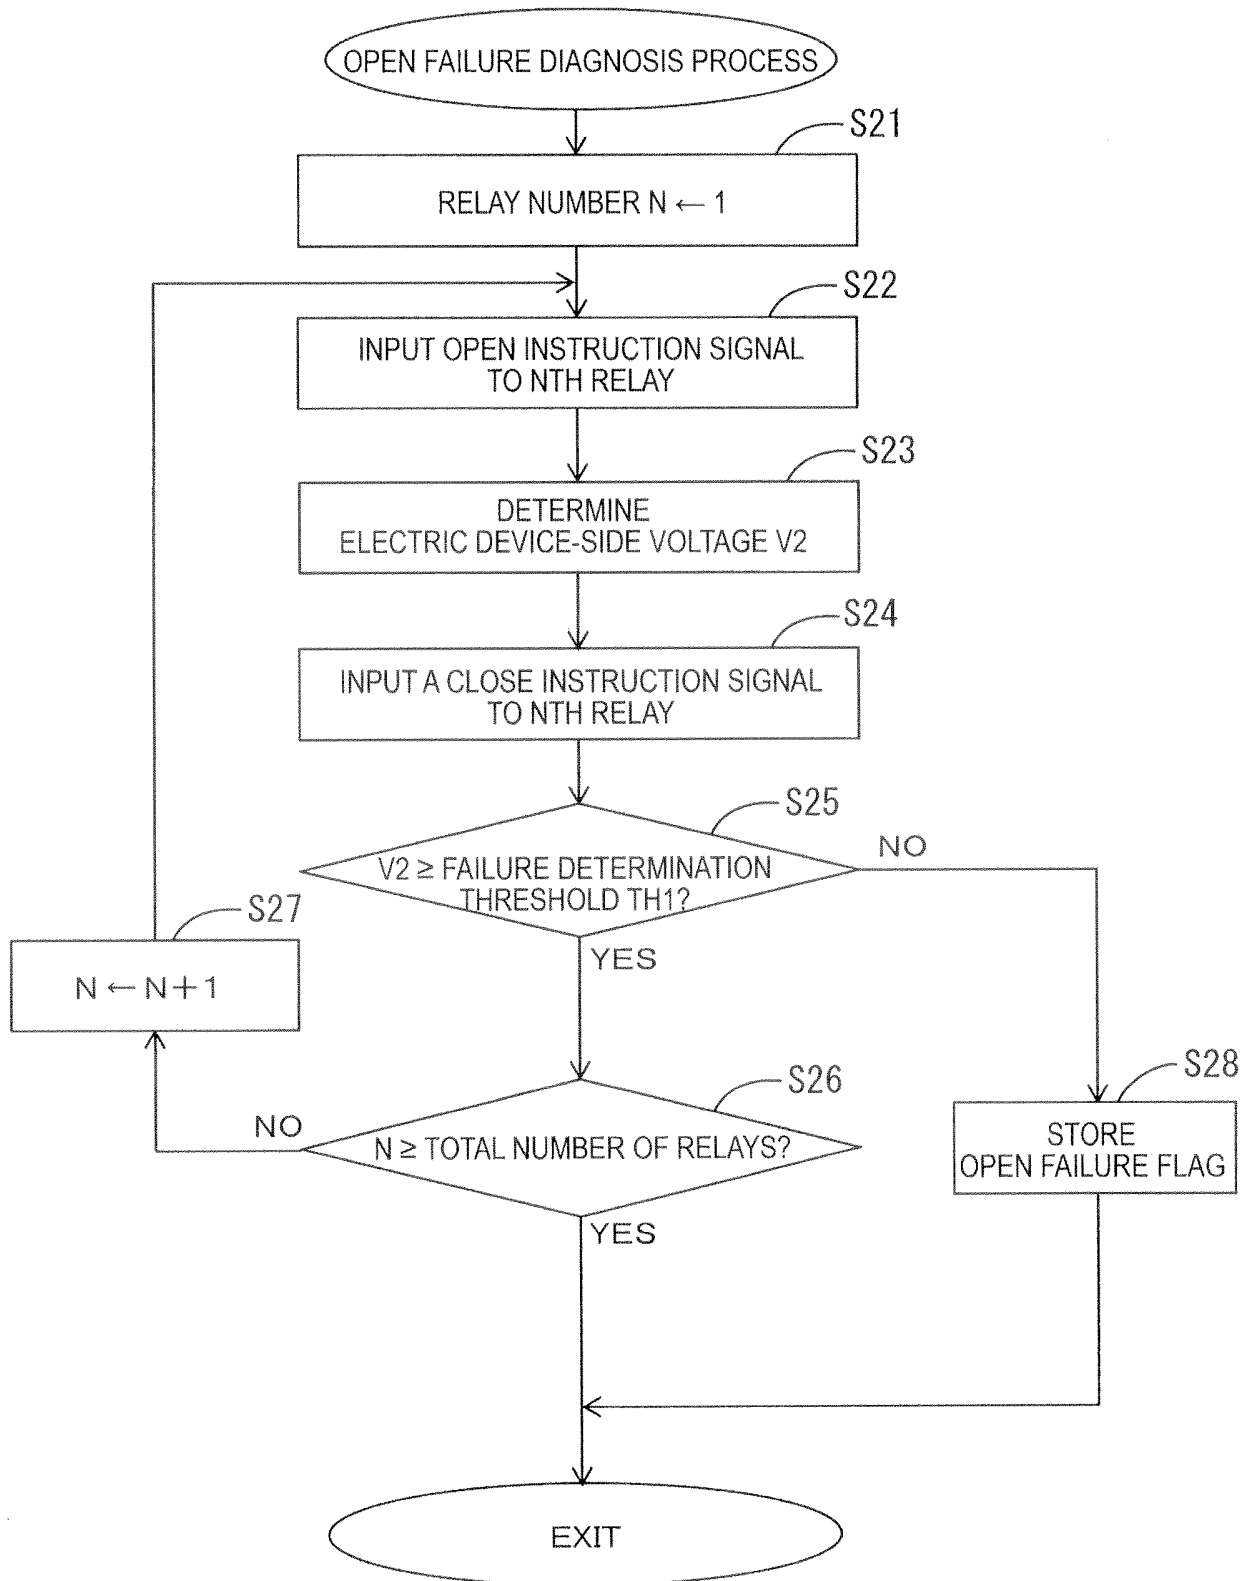 OPEN FAILURE DIAGNOSIS PROCESS
S21
RELAY NUMBER N ← 1
S22
INPUT OPEN INSTRUCTION SIGNAL
TO NTH RELAY
S23
DETERMINE
ELECTRIC DEVICE-SIDE VOLTAGE V2
S24
INPUT A CLOSE INSTRUCTION SIGNAL
TO NTH RELAY
S25
V2 ≥ FAILURE DETERMINATION
THRESHOLD TH1?
NO
YES
S27
N ← N + 1
S26
N ≥ TOTAL NUMBER OF RELAYS?
NO
YES
S28
STORE
OPEN FAILURE FLAG
EXIT